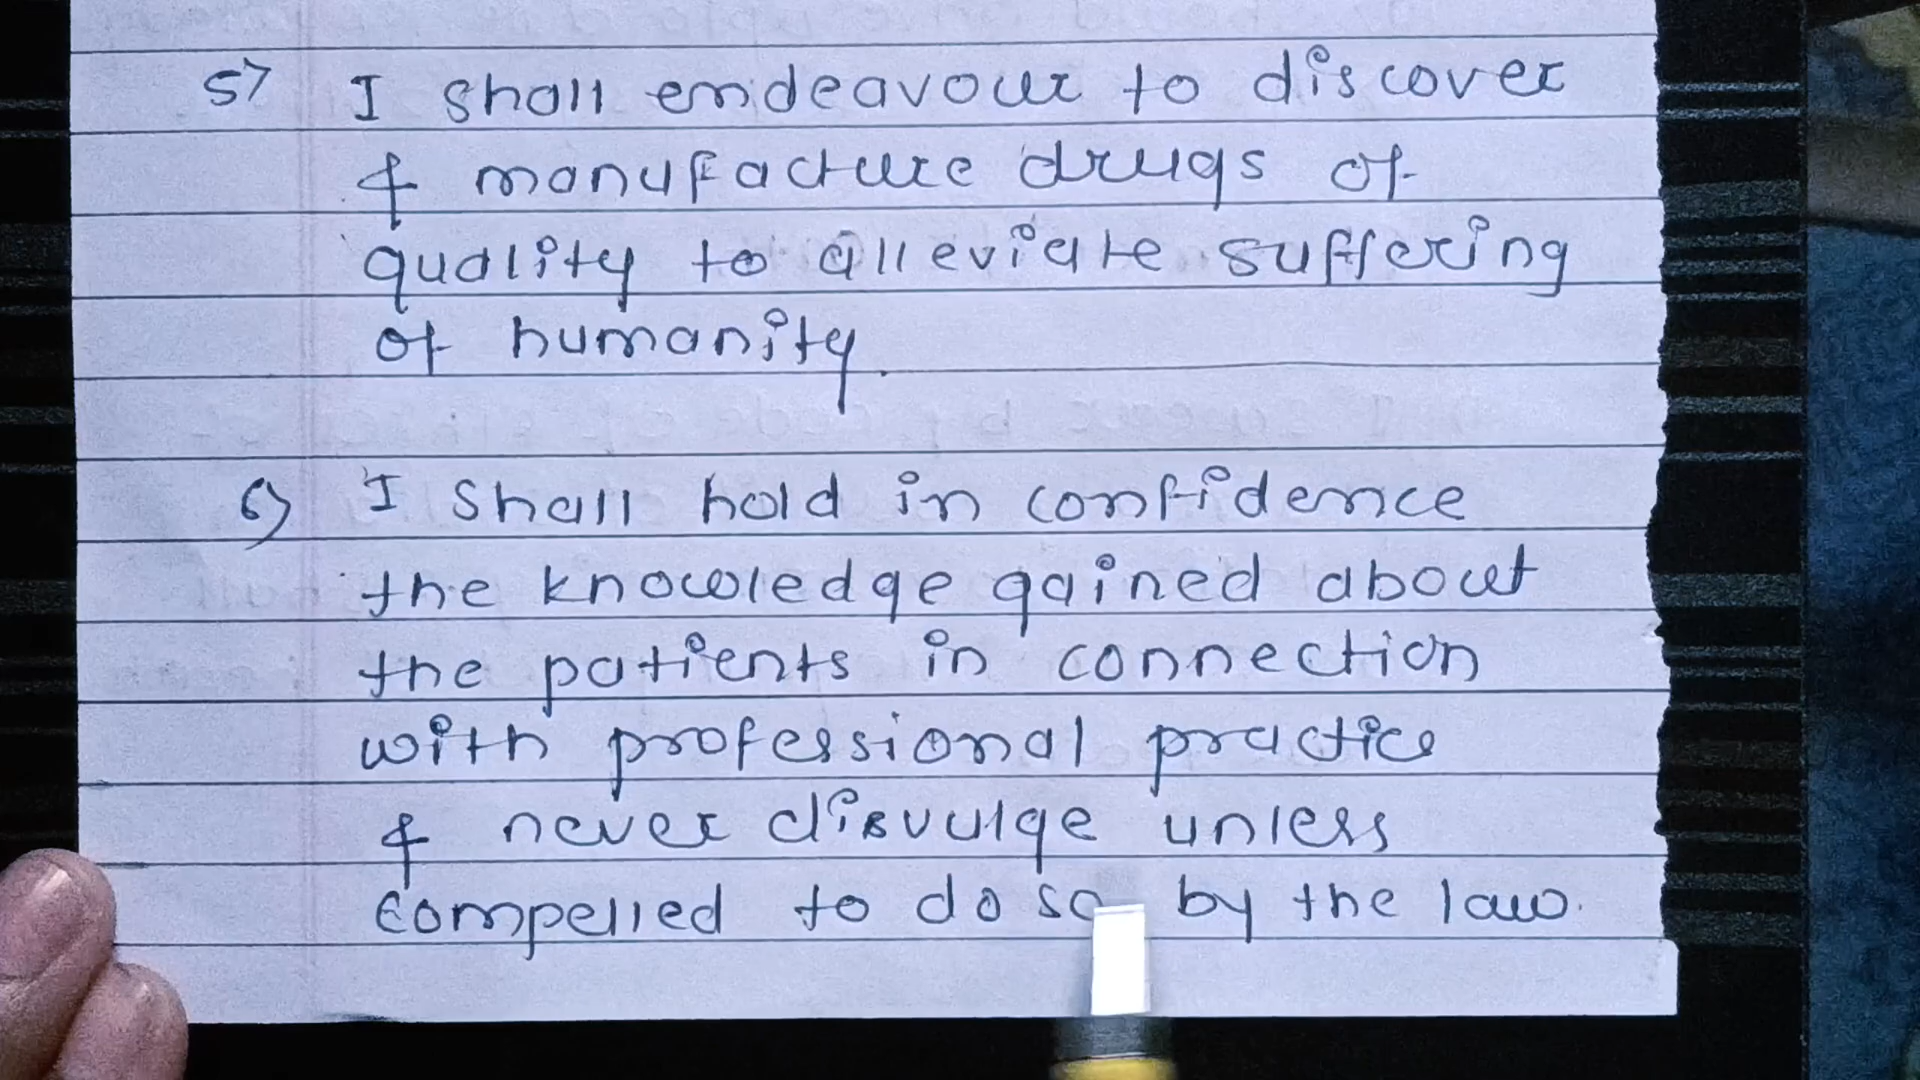 5) I shall endeavour to discover
& manufacture drugs of
quality to alleviate suffering
of humanity.
6) I shall hold in confidence
the knowledge gained about
the patients in connection
with professional practice
& never disvulge unless
compelled to do so by the law.